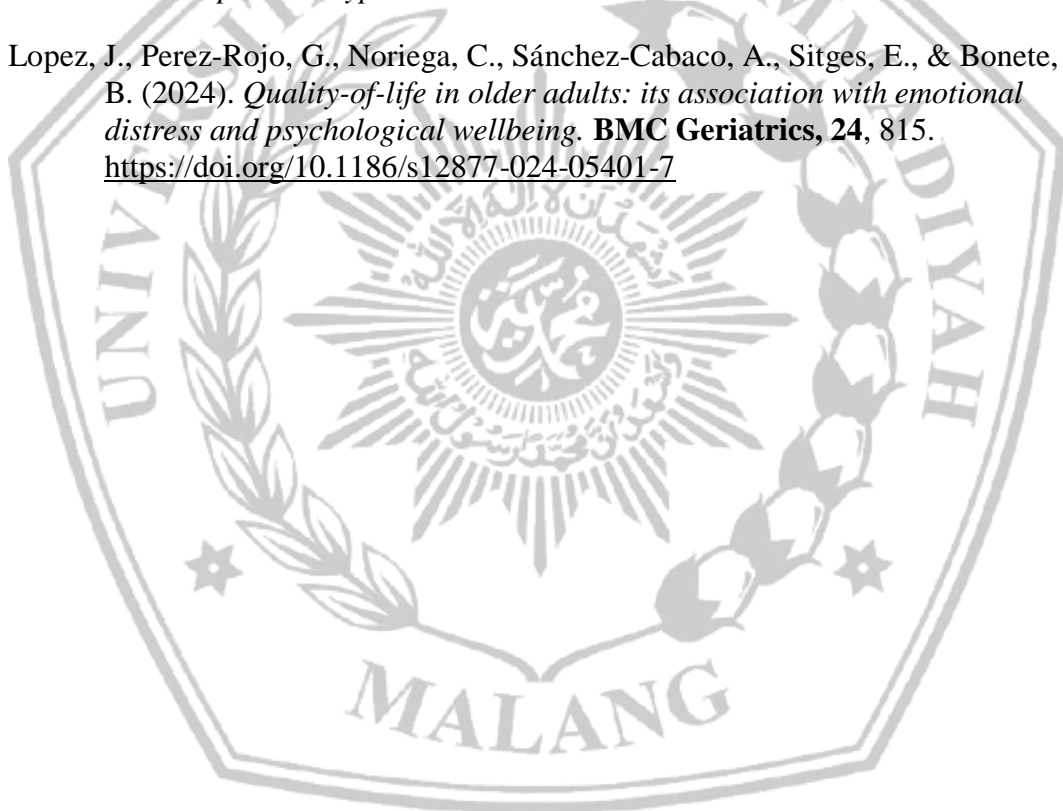 Lopez, J., Perez-Rojo, G., Noriega, C., Sánchez-Cabaco, A., Sitges, E., & Bonete,
B. (2024). Quality-of-life in older adults: its association with emotional
distress and psychological wellbeing. BMC Geriatrics, 24, 815.
https://doi.org/10.1186/s12877-024-05401-7
MALANG